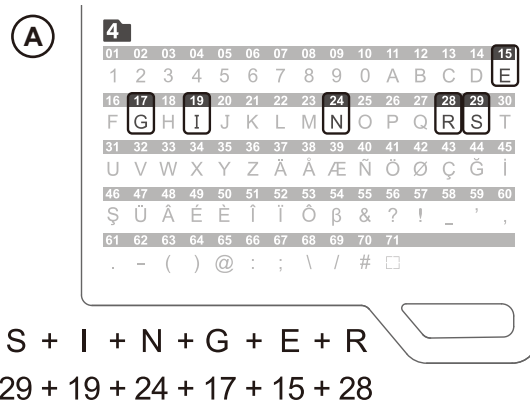 A
4
01 02 03 04 05 06 07 08 09 10 11 12 13 14 15
1 2 3 4 5 6 7 8 9 0 A B C D E
16 17 18 19 20 21 22 23 24 25 26 27 28 29 30
F G H I J K L M N O P Q R S T
31 32 33 34 35 36 37 38 39 40 41 42 43 44 45
U V W X Y Z Ä Å Æ Ñ Ö Ø Ç Ğ İ
46 47 48 49 50 51 52 53 54 55 56 57 58 59 60
Ş Ü Â É È Î Ï Ô β & ? ! _ ' ,
61 62 63 64 65 66 67 68 69 70 71
. - ( ) @ : ; \ / # ⬚
S + I + N + G + E + R
29 + 19 + 24 + 17 + 15 + 28